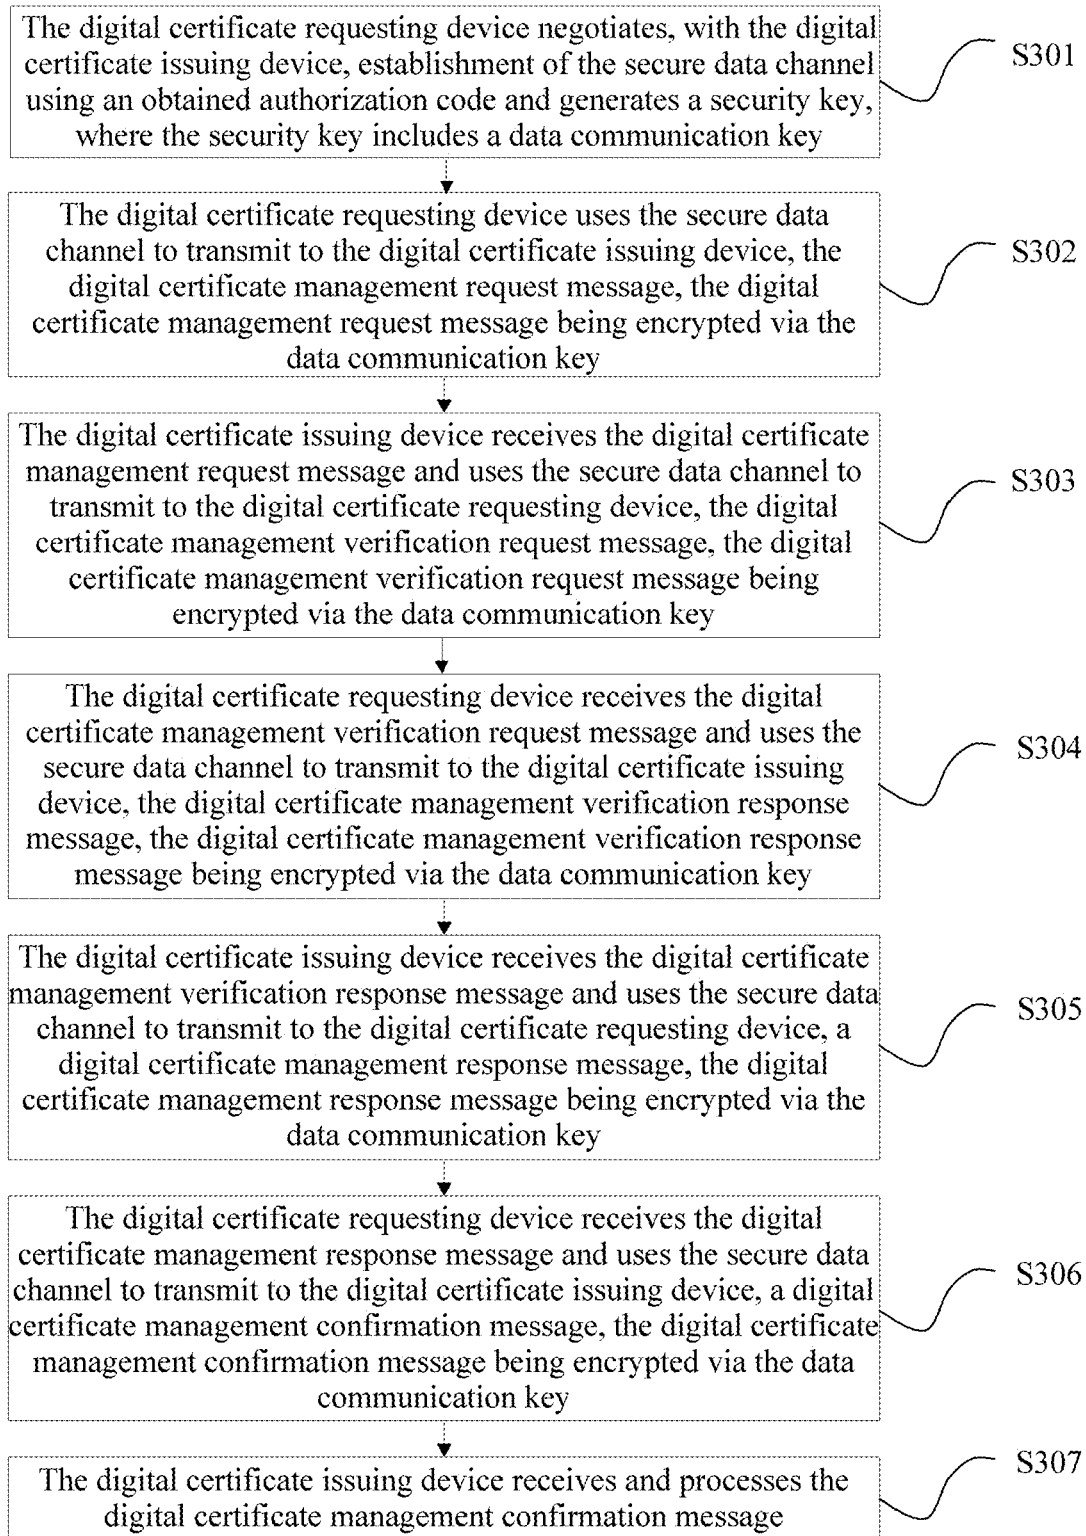 The digital certificate requesting device negotiates, with the digital
certificate issuing device, establishment of the secure data channel
using an obtained authorization code and generates a security key,
where the security key includes a data communication key
S301
The digital certificate requesting device uses the secure data
channel to transmit to the digital certificate issuing device, the
digital certificate management request message, the digital
certificate management request message being encrypted via the
data communication key
S302
The digital certificate issuing device receives the digital certificate
management request message and uses the secure data channel to
transmit to the digital certificate requesting device, the digital
certificate management verification request message, the digital
certificate management verification request message being
encrypted via the data communication key
S303
The digital certificate requesting device receives the digital
certificate management verification request message and uses the
secure data channel to transmit to the digital certificate issuing
device, the digital certificate management verification response
message, the digital certificate management verification response
message being encrypted via the data communication key
S304
The digital certificate issuing device receives the digital certificate
management verification response message and uses the secure data
channel to transmit to the digital certificate requesting device, a
digital certificate management response message, the digital
certificate management response message being encrypted via the
data communication key
S305
The digital certificate requesting device receives the digital
certificate management response message and uses the secure data
channel to transmit to the digital certificate issuing device, a digital
certificate management confirmation message, the digital certificate
management confirmation message being encrypted via the data
communication key
S306
The digital certificate issuing device receives and processes the
digital certificate management confirmation message
S307